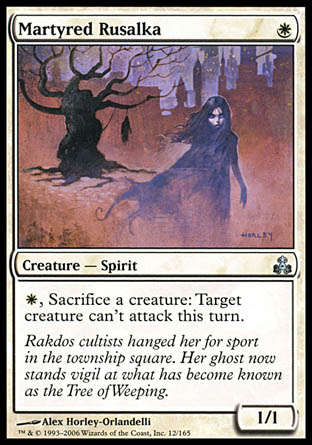 Martyred Rusalka
HORLEY
Creature — Spirit
, Sacrifice a creature: Target
creature can't attack this turn.
Rakdos cultists hanged her for sport
in the township square. Her ghost now
stands vigil at what has become known
as the Tree of Weeping.
Alex Horley-Orlandelli
™ & © 1993–2006 Wizards of the Coast, Inc. 12/165
1/1